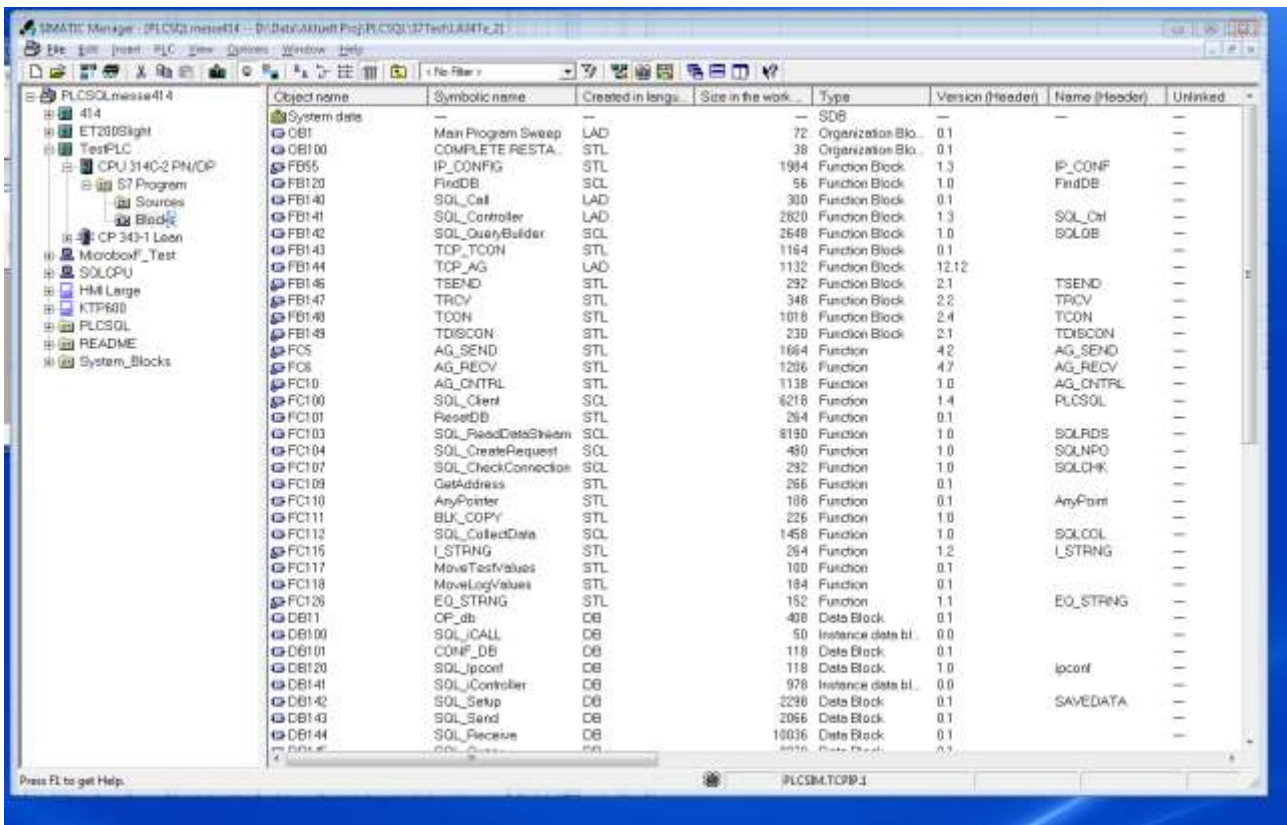 SIMATIC Manager - [PLCSQLmesse414 --
File Edit Insert PLC View Options Window Help
< No Filter >
PLCSQLmesse414
414
ET200Slight
TestPLC
CPU 314C-2 PN/DP
S7 Program
Sources
Blocks
CP 343-1 Lean
MicroboxF_Test
SQLCPU
HMI Large
KTP600
PLCSQL
README
System_Blocks
Object name Symbolic name Created in langu... Size in the work ... Type Version (Header) Name (Header) Unlinked
System data --- --- --- SDB --- --- ---
OB1 Main Program Sweep LAD 72 Organization Blo... 0.1 ---
OB100 COMPLETE RESTA... STL 38 Organization Blo... 0.1 ---
FB55 IP_CONFIG STL 1984 Function Block 1.3 IP_CONF ---
FB120 FindDB SCL 56 Function Block 1.0 FindDB ---
FB140 SQL_Call LAD 300 Function Block 0.1 ---
FB141 SQL_Controller LAD 2820 Function Block 1.3 SQL_Ctrl ---
FB142 SQL_QueryBuilder SCL 2648 Function Block 1.0 SQLQB ---
FB143 TCP_TCON STL 1164 Function Block 0.1 ---
FB144 TCP_AG LAD 1132 Function Block 12.12 ---
FB146 TSEND STL 292 Function Block 2.1 TSEND ---
FB147 TRCV STL 348 Function Block 2.2 TRCV ---
FB148 TCON STL 1018 Function Block 2.4 TCON ---
FB149 TDISCON STL 230 Function Block 2.1 TDISCON ---
FC5 AG_SEND STL 1664 Function 4.2 AG_SEND ---
FC6 AG_RECV STL 1206 Function 4.7 AG_RECV ---
FC10 AG_CNTRL STL 1138 Function 1.0 AG_CNTRL ---
FC100 SQL_Client SCL 6218 Function 1.4 PLCSQL ---
FC101 ResetDB STL 264 Function 0.1 ---
FC103 SQL_ReadDataStream SCL 8190 Function 1.0 SQLRDS ---
FC104 SQL_CreateRequest SCL 480 Function 1.0 SQLNPO ---
FC107 SQL_CheckConnection SCL 292 Function 1.0 SQLCHK ---
FC109 GetAddress STL 266 Function 0.1 ---
FC110 AnyPointer STL 108 Function 0.1 AnyPoint ---
FC111 BLK_COPY STL 226 Function 1.0 ---
FC112 SQL_CollectData SCL 1458 Function 1.0 SQLCOL ---
FC115 I_STRNG STL 264 Function 1.2 I_STRNG ---
FC117 MoveTestValues STL 100 Function 0.1 ---
FC118 MoveLogValues STL 184 Function 0.1 ---
FC126 EQ_STRNG STL 152 Function 1.1 EQ_STRNG ---
DB11 OP_db DB 408 Data Block 0.1 ---
DB100 SQL_iCALL DB 50 Instance data bl... 0.0 ---
DB101 CONF_DB DB 118 Data Block 0.1 ---
DB120 SQL_ipconf DB 118 Data Block 1.0 ipconf ---
DB141 SQL_iController DB 978 Instance data bl... 0.0 ---
DB142 SQL_Setup DB 2298 Data Block 0.1 SAVEDATA ---
DB143 SQL_Send DB 2066 Data Block 0.1 ---
DB144 SQL_Receive DB 10036 Data Block 0.1 ---
Press F1 to get Help. PLCSIM.TCPIP.1